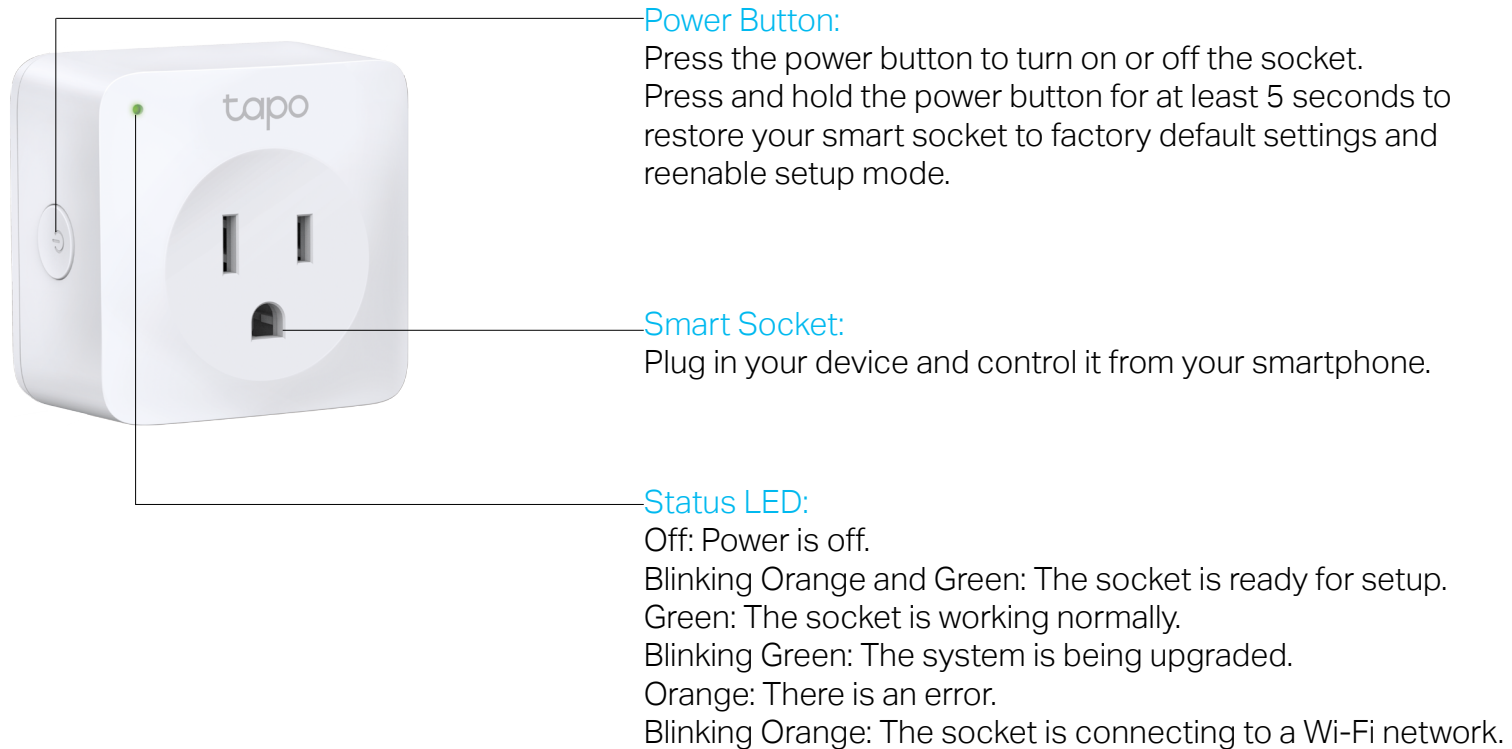 tapo
Power Button:
Press the power button to turn on or off the socket.
Press and hold the power button for at least 5 seconds to
restore your smart socket to factory default settings and
reenable setup mode.
Smart Socket:
Plug in your device and control it from your smartphone.
Status LED:
Off: Power is off.
Blinking Orange and Green: The socket is ready for setup.
Green: The socket is working normally.
Blinking Green: The system is being upgraded.
Orange: There is an error.
Blinking Orange: The socket is connecting to a Wi-Fi network.